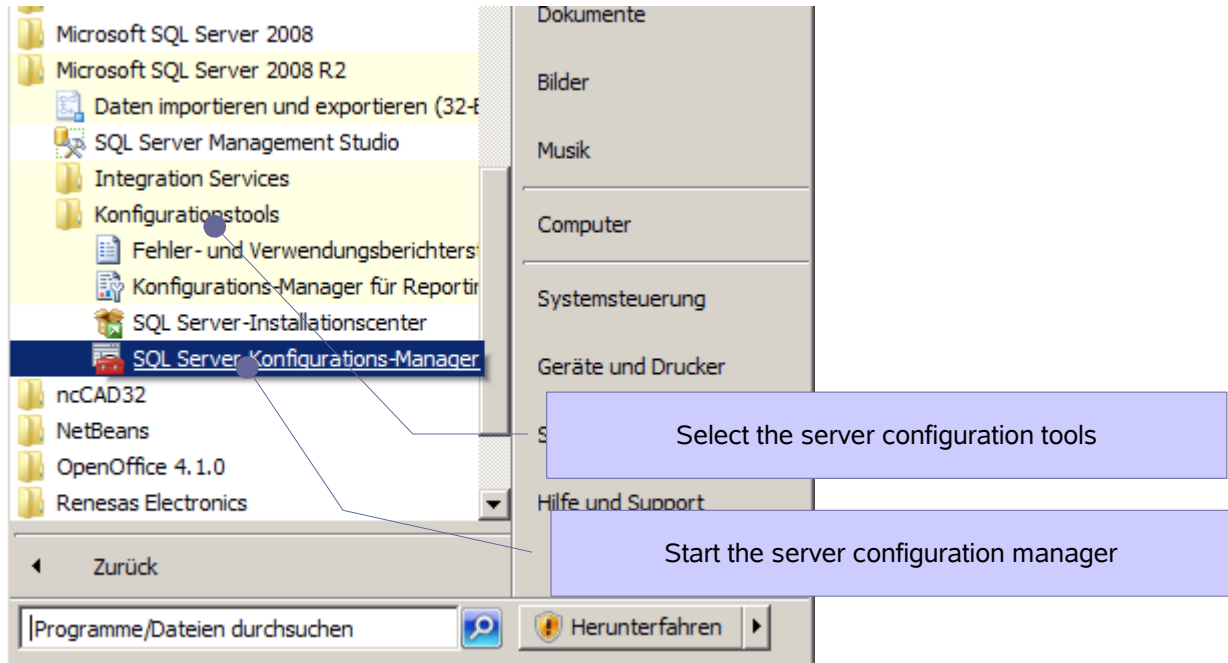 Microsoft SQL Server 2008
Microsoft SQL Server 2008 R2
Daten importieren und exportieren (32-
SQL Server Management Studio
Integration Services
Konfigurationstools
Fehler- und Verwendungsberichters
Konfigurations-Manager für Reportin
SQL Server-Installationscenter
SQL Server-Konfigurations-Manager
ncCAD32
NetBeans
OpenOffice 4.1.0
Renesas Electronics
Zurück
Programme/Dateien durchsuchen
Dokumente
Bilder
Musik
Computer
Systemsteuerung
Geräte und Drucker
S
Select the server configuration tools
Hilfe und Support
Start the server configuration manager
Herunterfahren